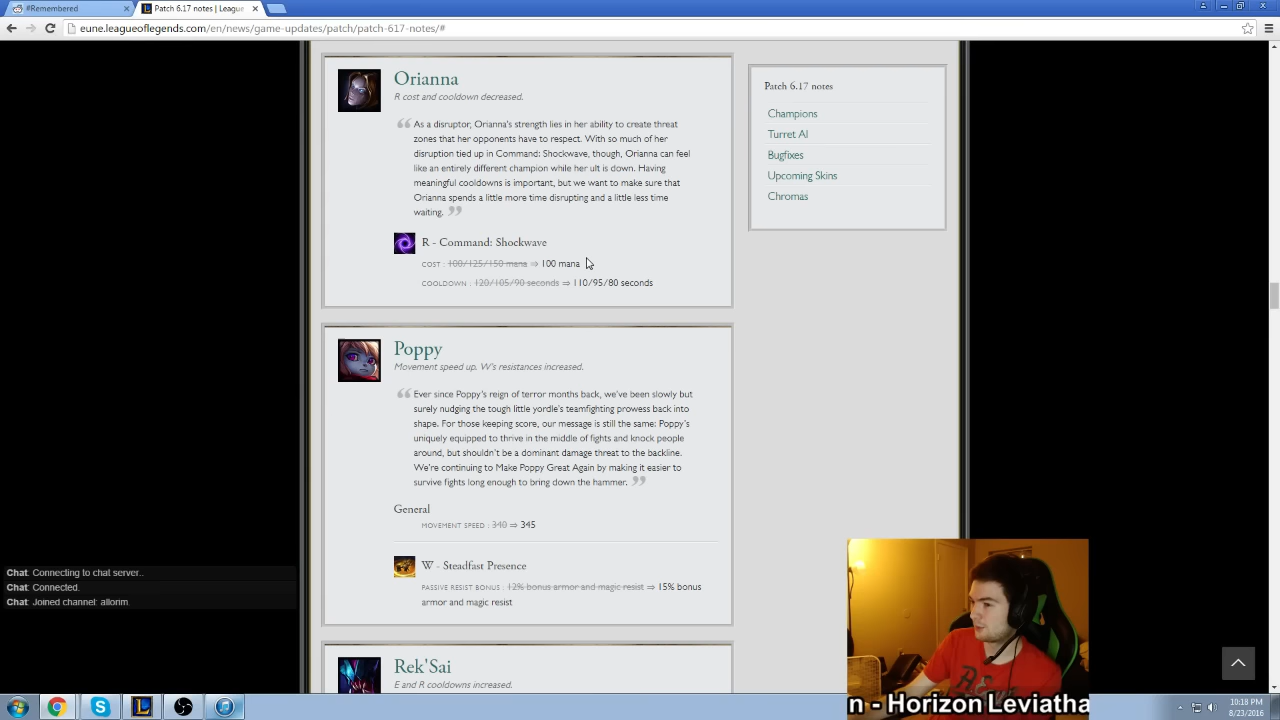 #Remembered
Patch 6.17 notes | Leagu
eune.leagueoflegends.com/en/news/game-updates/patch/patch-617-notes/#
Orianna
R cost and cooldown decreased.
As a disruptor, Orianna's strength lies in her ability to create threat
zones that her opponents have to respect. With so much of her
disruption tied up in Command: Shockwave, though, Orianna can feel
like an entirely different champion while her ult is down. Having
meaningful cooldowns is important, but we want to make sure that
Orianna spends a little more time disrupting and a little less time
waiting.
R - Command: Shockwave
COST : 100/125/150 mana ⇒ 100 mana
COOLDOWN : 120/105/90 seconds ⇒ 110/95/80 seconds
Poppy
Movement speed up. W's resistances increased.
Ever since Poppy's reign of terror months back, we've been slowly but
surely nudging the tough little yordle's teamfighting prowess back into
shape. For those keeping score, our message is still the same: Poppy's
uniquely equipped to thrive in the middle of fights and knock people
around, but shouldn't be a dominant damage threat to the backline.
We're continuing to Make Poppy Great Again by making it easier to
survive fights long enough to bring down the hammer.
General
MOVEMENT SPEED : 340 ⇒ 345
W - Steadfast Presence
PASSIVE RESIST BONUS : 12% bonus armor and magic resist ⇒ 15% bonus
armor and magic resist
Rek'Sai
E and R cooldowns increased.
Patch 6.17 notes
Champions
Turret AI
Bugfixes
Upcoming Skins
Chromas
Chat: Connecting to chat server..
Chat: Connected.
Chat: Joined channel: allorim
n - Horizon Leviatha
10:18 PM
8/23/2016